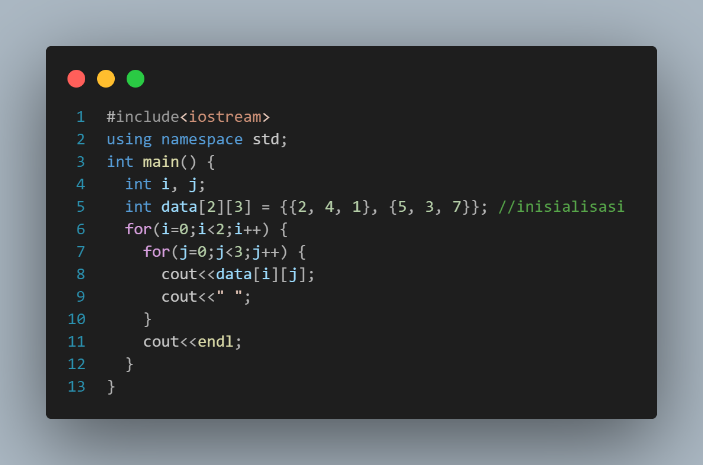 1 #include<iostream>
2 using namespace std;
3 int main() {
4   int i, j;
5   int data[2][3] = {{2, 4, 1}, {5, 3, 7}}; //inisialisasi
6   for(i=0;i<2;i++) {
7     for(j=0;j<3;j++) {
8       cout<<data[i][j];
9       cout<<" ";
10     }
11     cout<<endl;
12   }
13 }